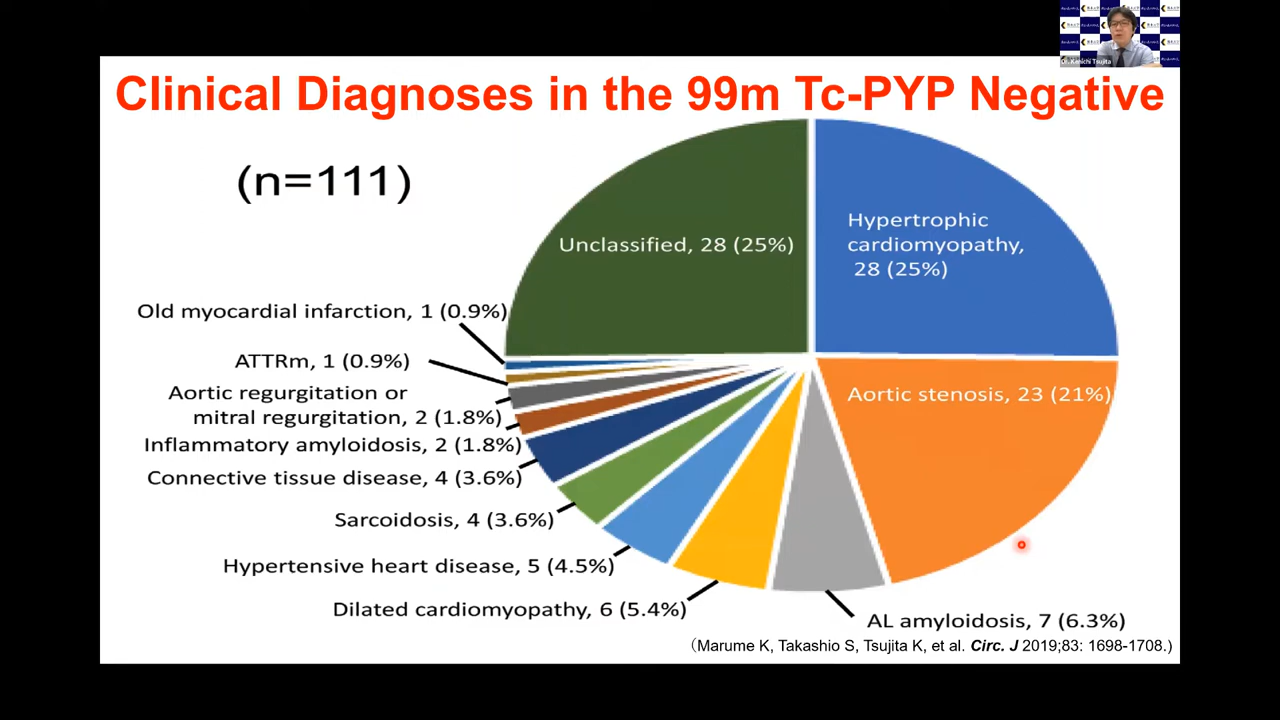 Dr. Kenichi Tsujita
Clinical Diagnoses in the 99m Tc-PYP Negative
(n=111)
Unclassified, 28 (25%)
Hypertrophic
cardiomyopathy,
28 (25%)
Old myocardial infarction, 1 (0.9%)
ATTRm, 1 (0.9%)
Aortic regurgitation or
mitral regurgitation, 2 (1.8%)
Aortic stenosis, 23 (21%)
Inflammatory amyloidosis, 2 (1.8%)
Connective tissue disease, 4 (3.6%)
Sarcoidosis, 4 (3.6%)
Hypertensive heart disease, 5 (4.5%)
Dilated cardiomyopathy, 6 (5.4%)
AL amyloidosis, 7 (6.3%)
(Marume K, Takashio S, Tsujita K, et al. Circ. J 2019;83: 1698-1708.)